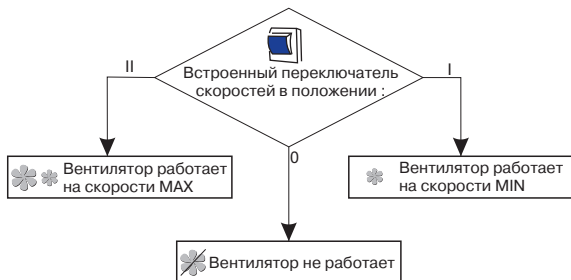 Встроенный переключатель
скоростей в положении :
II
I
0
Вентилятор работает
на скорости MAX
Вентилятор работает
на скорости MIN
Вентилятор не работает